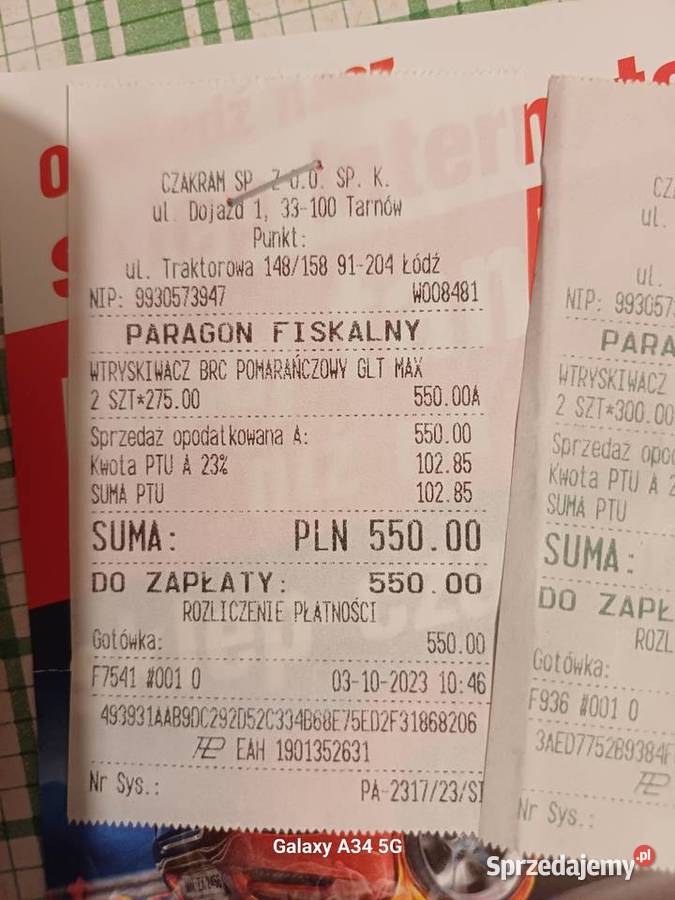 CZAKRAM SP. Z O.O. SP. K.
ul. Dojazd 1, 33-100 Tarnów
Punkt:
ul. Traktorowa 148/158 91-204 Łódź
NIP: 9930573947 W008481
PARAGON FISKALNY
WTRYSKIWACZ BRC POMARAŃCZOWY GLT MAX
2 SZT*275.00 550.00A
Sprzedaż opodatkowana A: 550.00
Kwota PTU A 23% 102.85
SUMA PTU 102.85
SUMA: PLN 550.00
DO ZAPŁATY: 550.00
ROZLICZENIE PŁATNOŚCI
Gotówka: 550.00
F7541 #001 0 03-10-2023 10:46
493931AAB9DC292D52C334B68E75ED2F31868206
EAH 1901352631
Nr Sys.: PA-2317/23/SI
CZ
ul.
ul.
NIP: 993057
PARA
WTRYSKIWACZ
2 SZT*300.00
Sprzedaż opo
Kwota PTU A 2
SUMA PTU
SUMA:
DO ZAPŁ
ROZL
Gotówka:
F936 #001 0
3AED7752B9384F
Nr Sys.:
Galaxy A34 5G
Sprzedajemy.pl